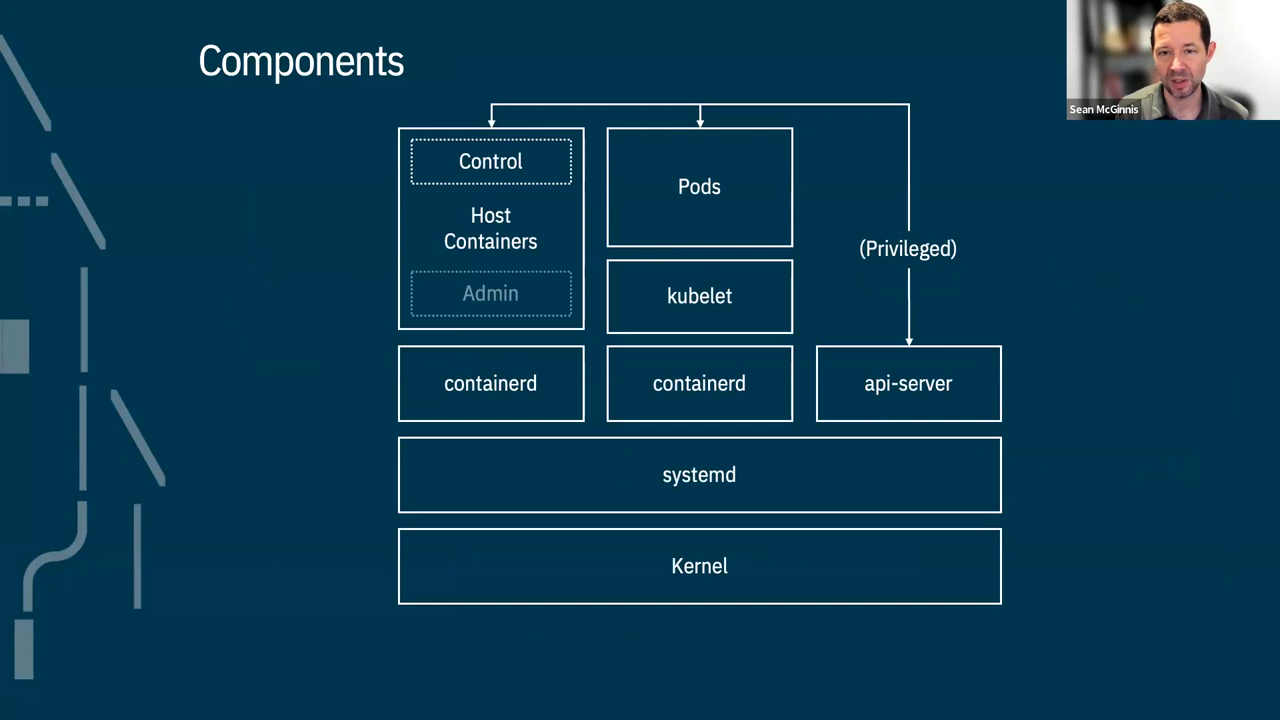 Components
Sean McGinnis
Control
Host
Containers
Admin
Pods
kubelet
(Privileged)
containerd
containerd
api-server
systemd
Kernel